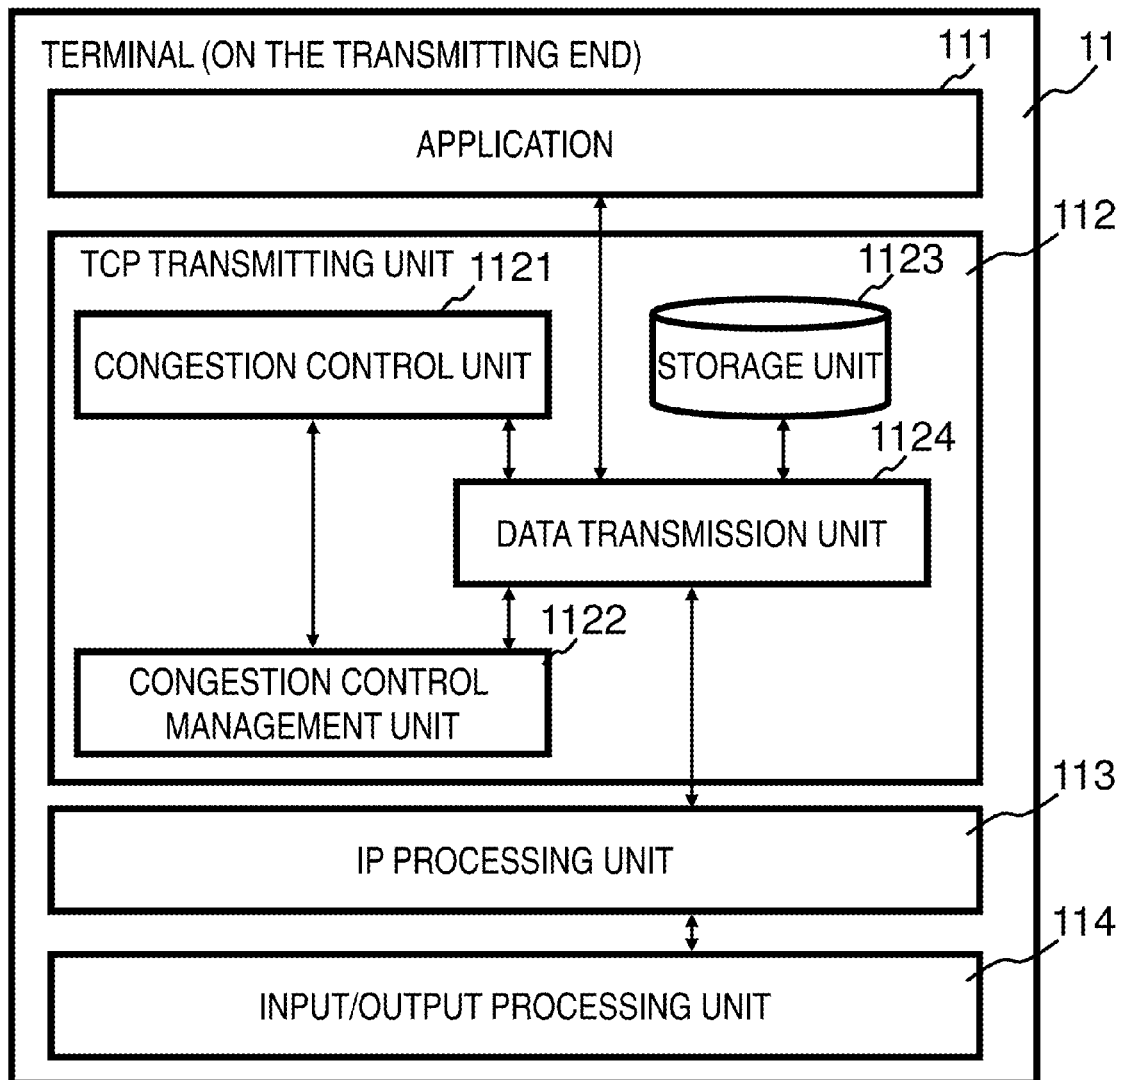 TERMINAL (ON THE TRANSMITTING END)
111
11
APPLICATION
112
TCP TRANSMITTING UNIT
1121
1123
CONGESTION CONTROL UNIT
STORAGE UNIT
1124
DATA TRANSMISSION UNIT
1122
CONGESTION CONTROL
MANAGEMENT UNIT
113
IP PROCESSING UNIT
114
INPUT/OUTPUT PROCESSING UNIT